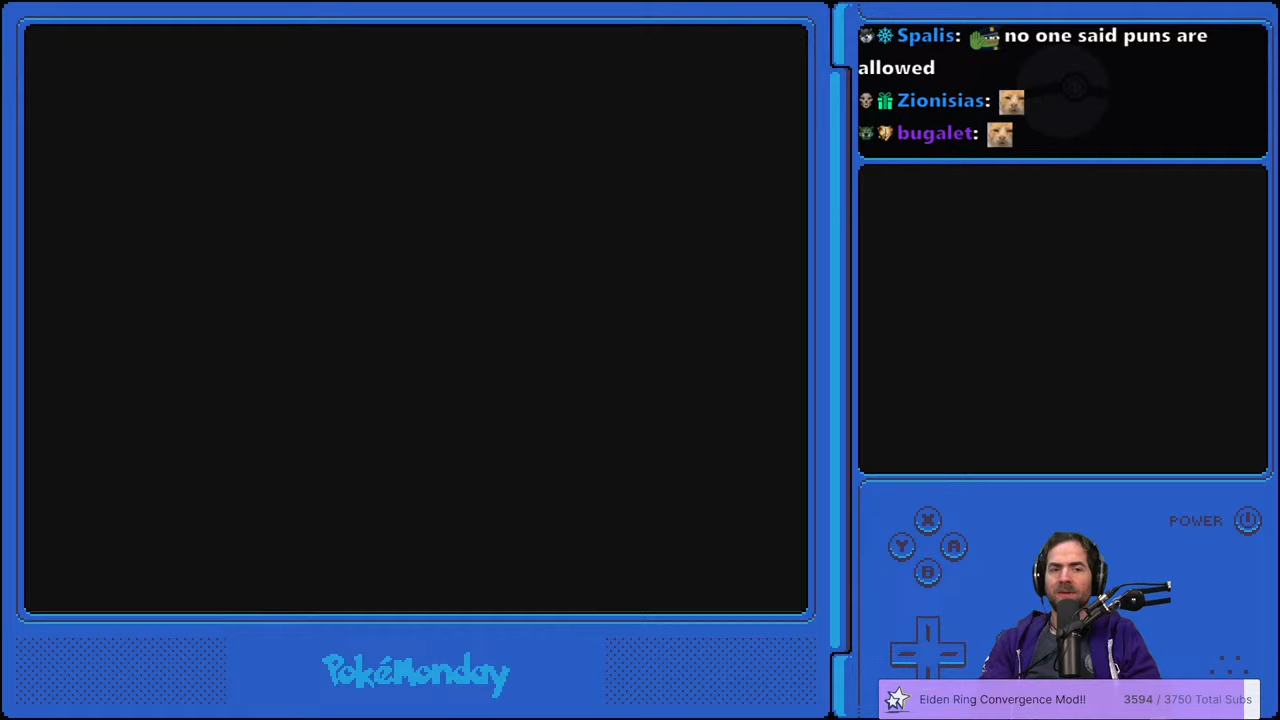 Spalis: no one said puns are
allowed
Zionisias:
bugalet:
X
Y A
B
POWER
PokéMonday
Elden Ring Convergence Mod!! 3594 / 3750 Total Subs